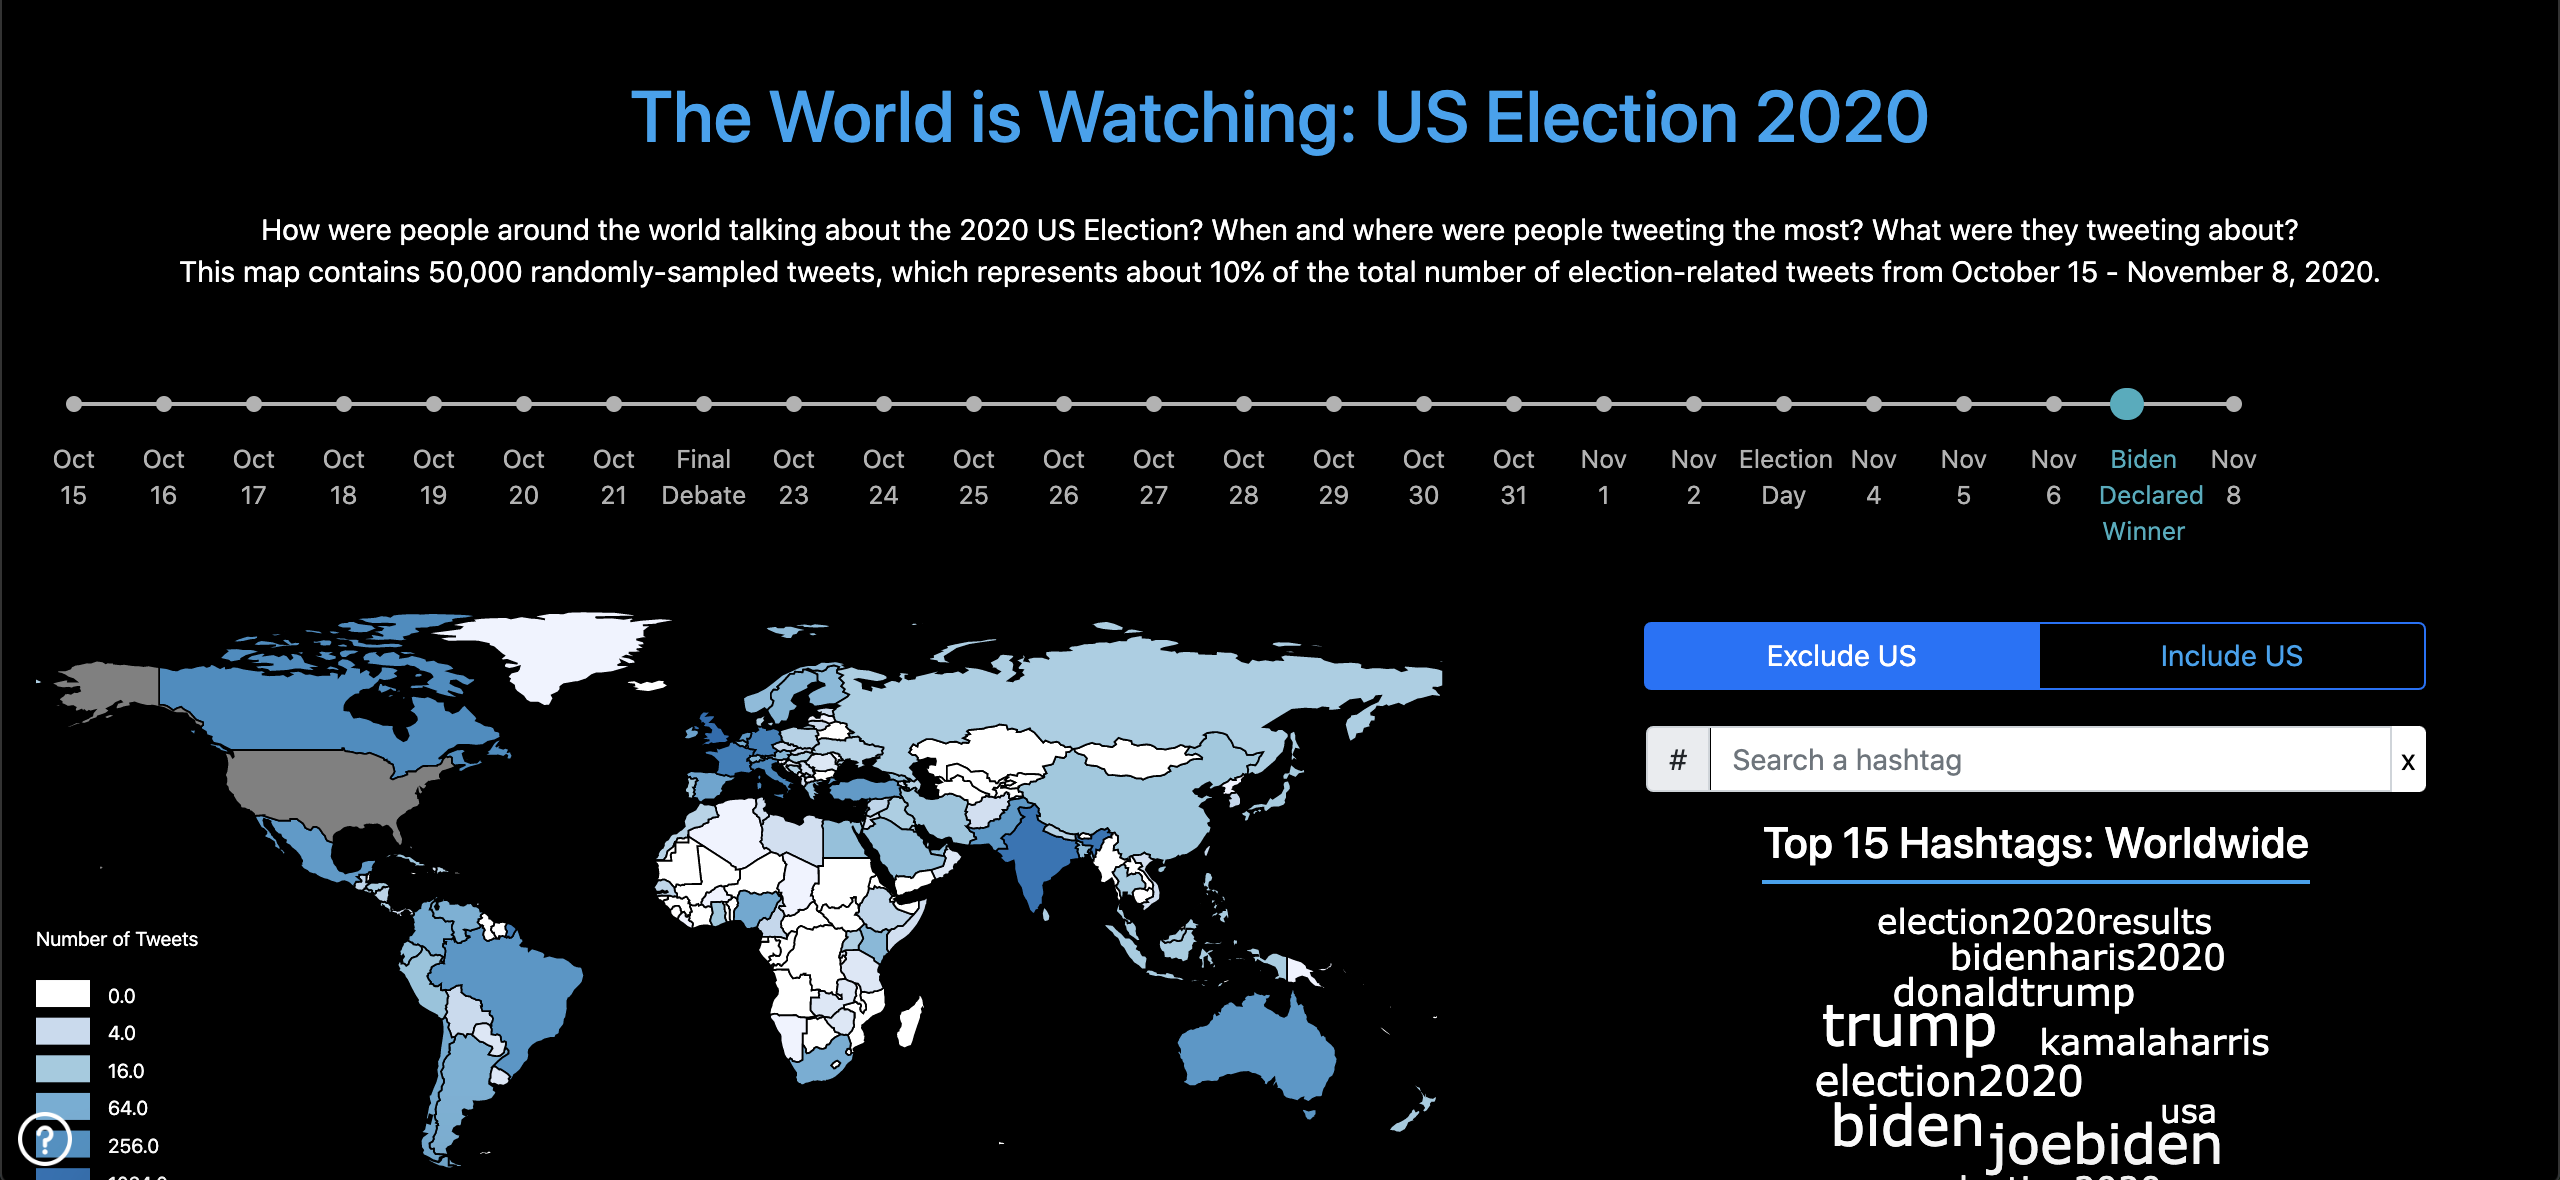 The World is Watching: US Election 2020
How were people around the world talking about the 2020 US Election? When and where were people tweeting the most? What were they tweeting about?
This map contains 50,000 randomly-sampled tweets, which represents about 10% of the total number of election-related tweets from October 15 - November 8, 2020.
Oct 15
Oct 16
Oct 17
Oct 18
Oct 19
Oct 20
Oct 21
Final Debate
Oct 23
Oct 24
Oct 25
Oct 26
Oct 27
Oct 28
Oct 29
Oct 30
Oct 31
Nov 1
Nov 2
Election Day
Nov 4
Nov 5
Nov 6
Biden Declared Winner
Nov 8
Exclude US
Include US
# Search a hashtag x
Top 15 Hashtags: Worldwide
election2020results
bidenharis2020
donaldtrump
trump
kamalaharris
election2020
usa
biden
joebiden
Number of Tweets
0.0
4.0
16.0
64.0
256.0
?